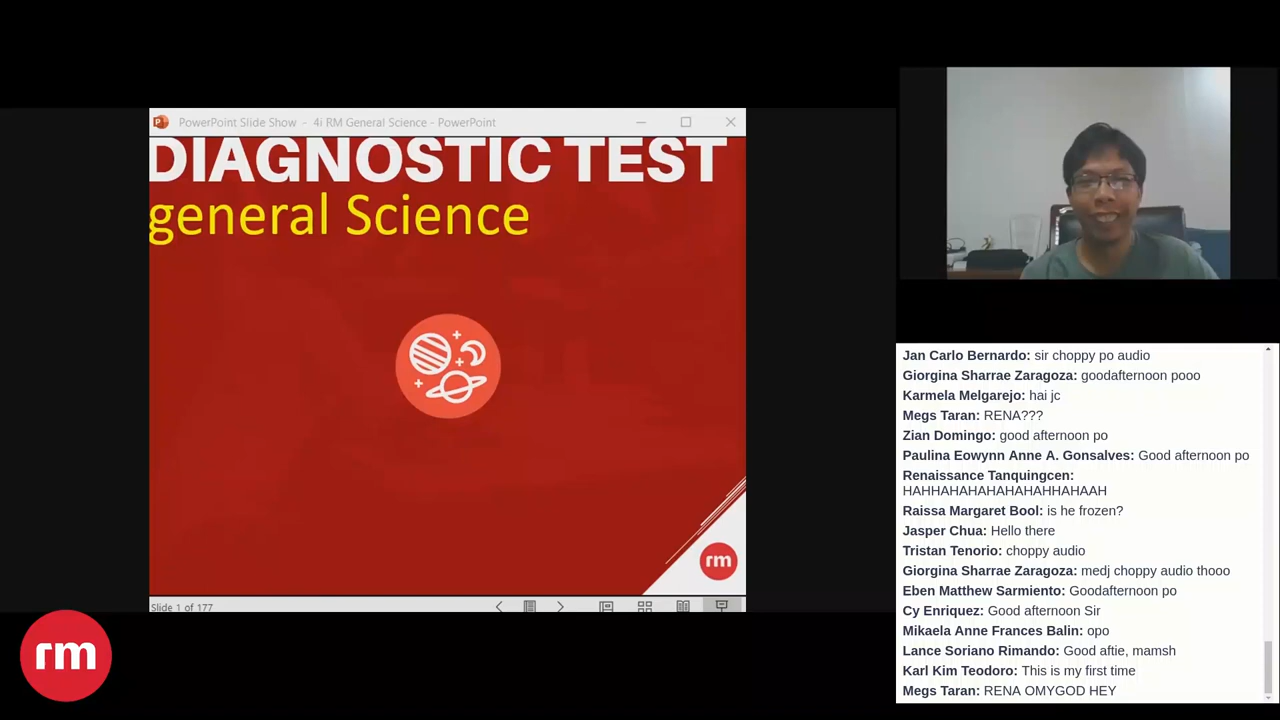 PowerPoint Slide Show - 4i RM General Science - PowerPoint
DIAGNOSTIC TEST
general Science
rm
Slide 1 of 177
rm
Jan Carlo Bernardo: sir choppy po audio
Giorgina Sharrae Zaragoza: goodafternoon pooo
Karmela Melgarejo: hai jc
Megs Taran: RENA???
Zian Domingo: good afternoon po
Paulina Eowynn Anne A. Gonsalves: Good afternoon po
Renaissance Tanquingcen:
HAHHAHAHAHAHAHAHHAHAAH
Raissa Margaret Bool: is he frozen?
Jasper Chua: Hello there
Tristan Tenorio: choppy audio
Giorgina Sharrae Zaragoza: medj choppy audio thooo
Eben Matthew Sarmiento: Goodafternoon po
Cy Enriquez: Good afternoon Sir
Mikaela Anne Frances Balin: opo
Lance Soriano Rimando: Good aftie, mamsh
Karl Kim Teodoro: This is my first time
Megs Taran: RENA OMYGOD HEY